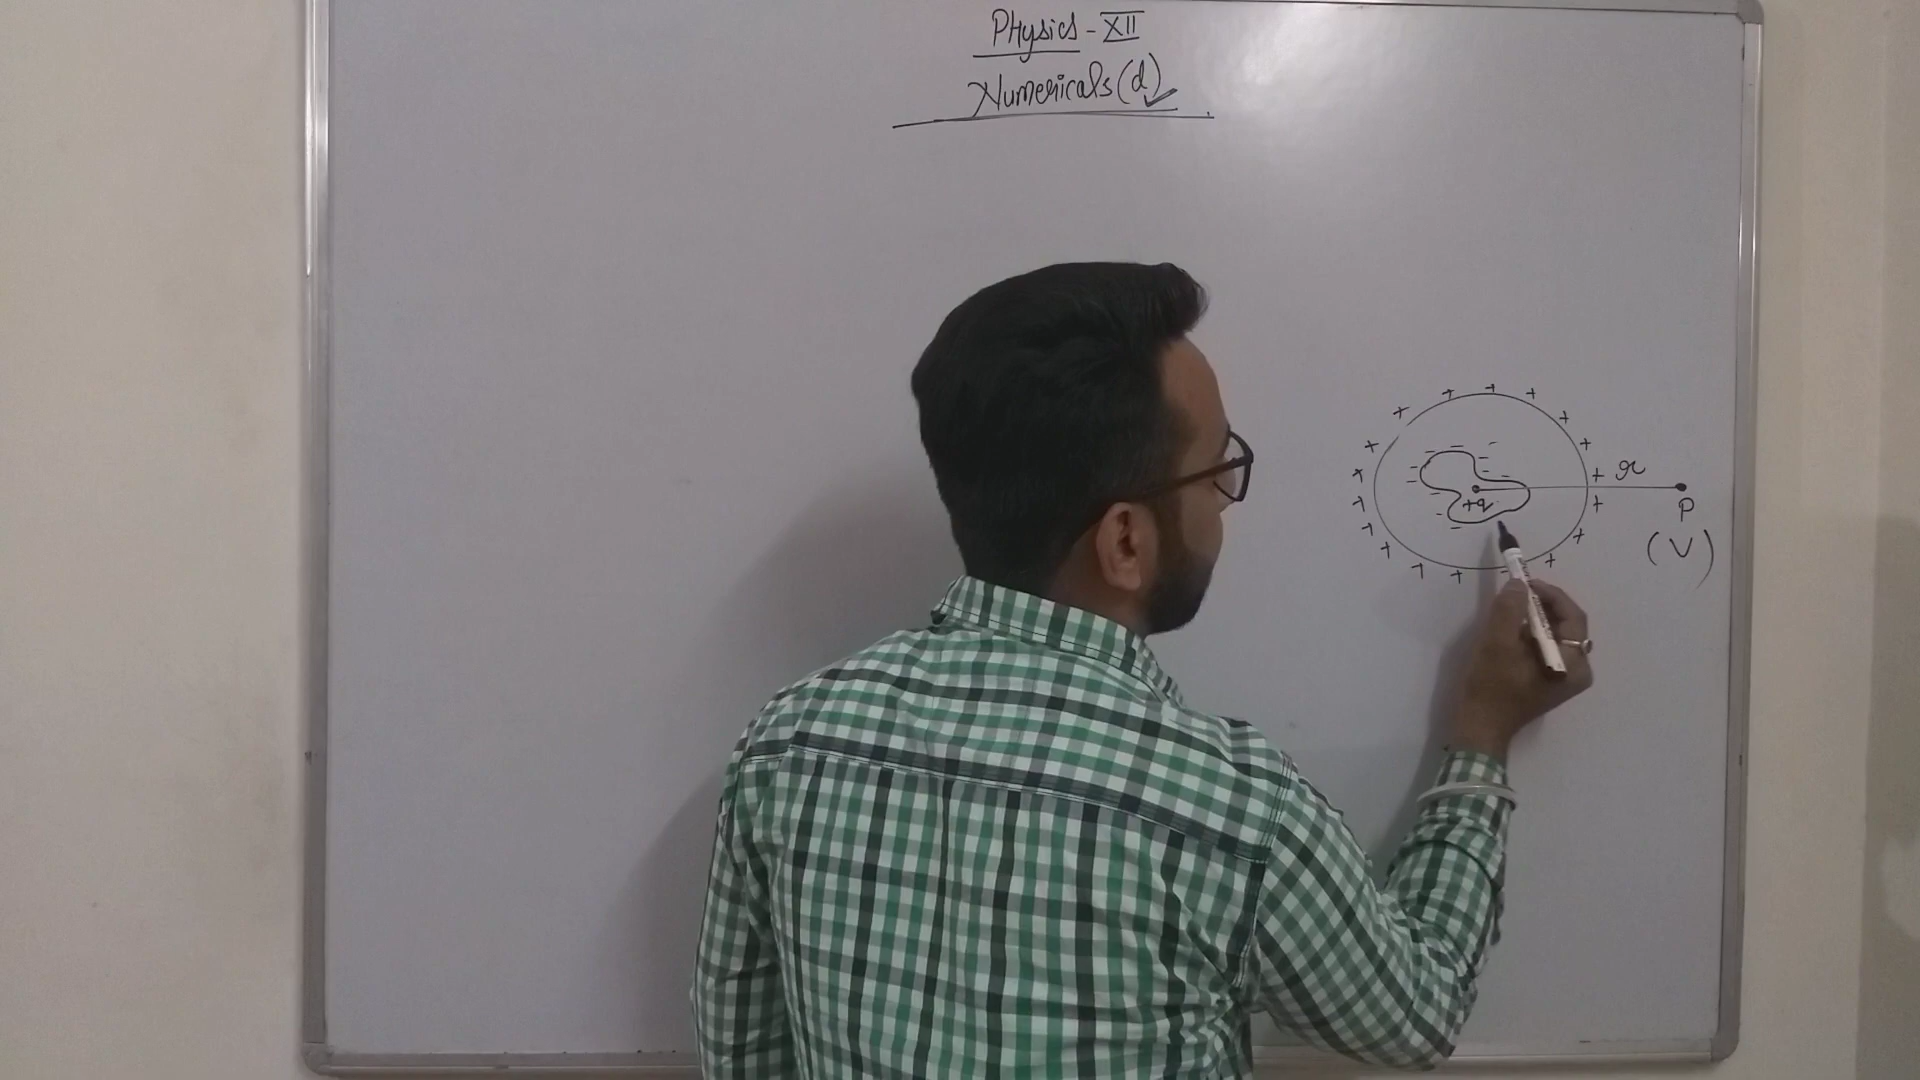 Physics - XII
Numericals (d)
r
+q
P
(V)